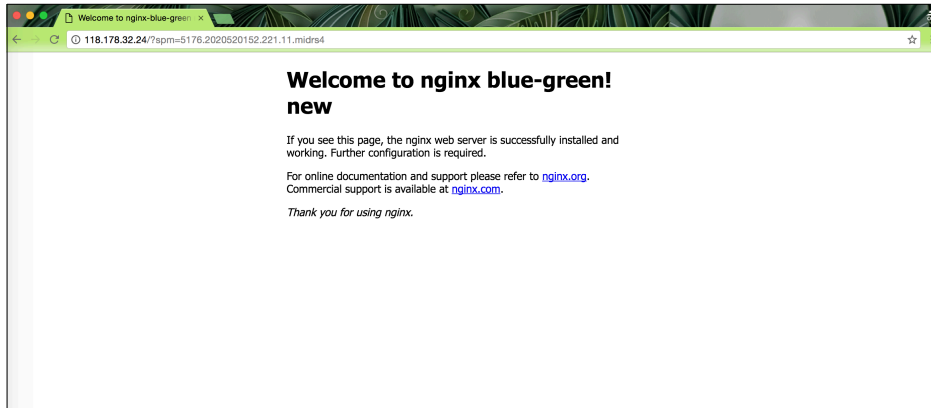 Welcome to nginx-blue-green
118.178.32.24/?spm=5176.2020520152.221.11.midrs4
Welcome to nginx blue-green!
new
If you see this page, the nginx web server is successfully installed and
working. Further configuration is required.
For online documentation and support please refer to nginx.org.
Commercial support is available at nginx.com.
Thank you for using nginx.